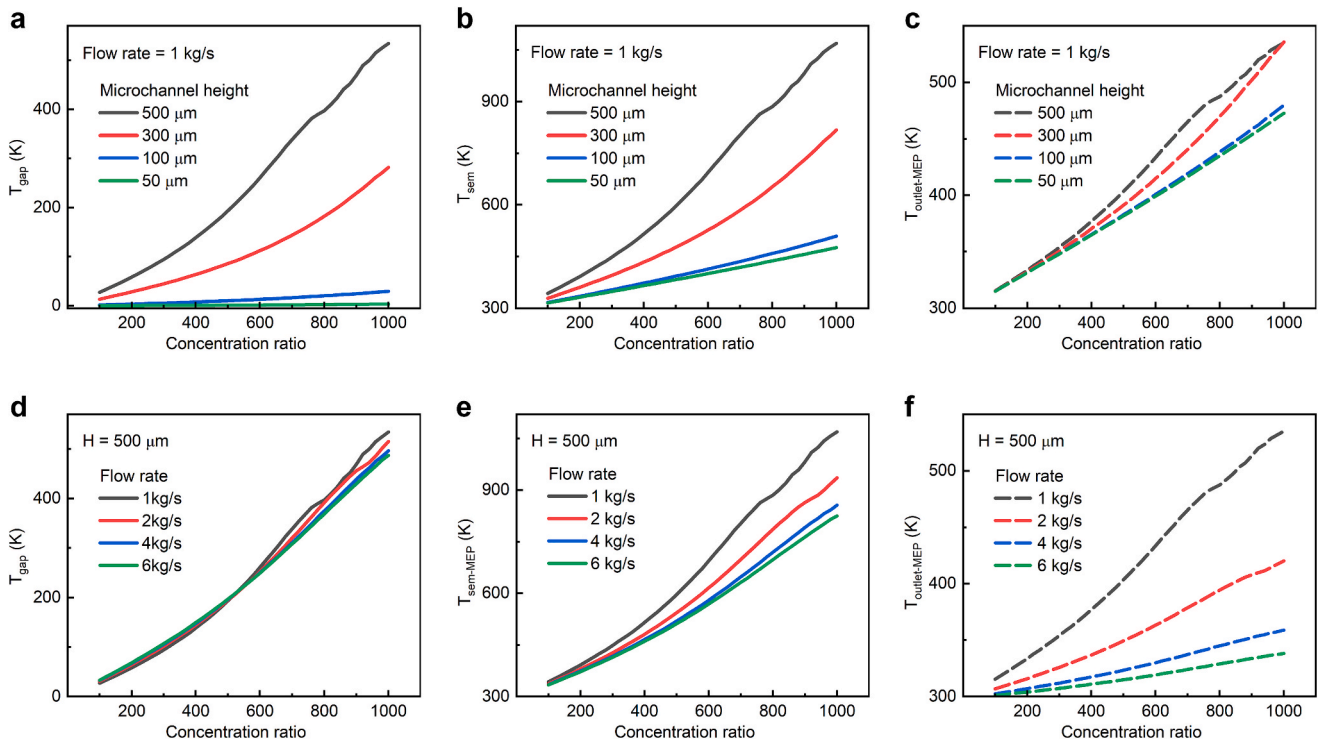 a
Flow rate = 1 kg/s
Microchannel height
500 μm
300 μm
100 μm
50 μm
T_gap (K)
0
200
400
200 400 600 800 1000
Concentration ratio
b
Flow rate = 1 kg/s
Microchannel height
500 μm
300 μm
100 μm
50 μm
T_sem (K)
300
600
900
200 400 600 800 1000
Concentration ratio
c
Flow rate = 1 kg/s
Microchannel height
500 μm
300 μm
100 μm
50 μm
T_outlet-MEP (K)
300
400
500
200 400 600 800 1000
Concentration ratio
d
H = 500 μm
Flow rate
1kg/s
2kg/s
4kg/s
6kg/s
T_gap (K)
0
200
400
200 400 600 800 1000
Concentration ratio
e
H = 500 μm
Flow rate
1 kg/s
2 kg/s
4 kg/s
6 kg/s
T_sem-MEP (K)
300
600
900
200 400 600 800 1000
Concentration ratio
f
H = 500 μm
Flow rate
1 kg/s
2 kg/s
4 kg/s
6 kg/s
T_outlet-MEP (K)
300
400
500
200 400 600 800 1000
Concentration ratio